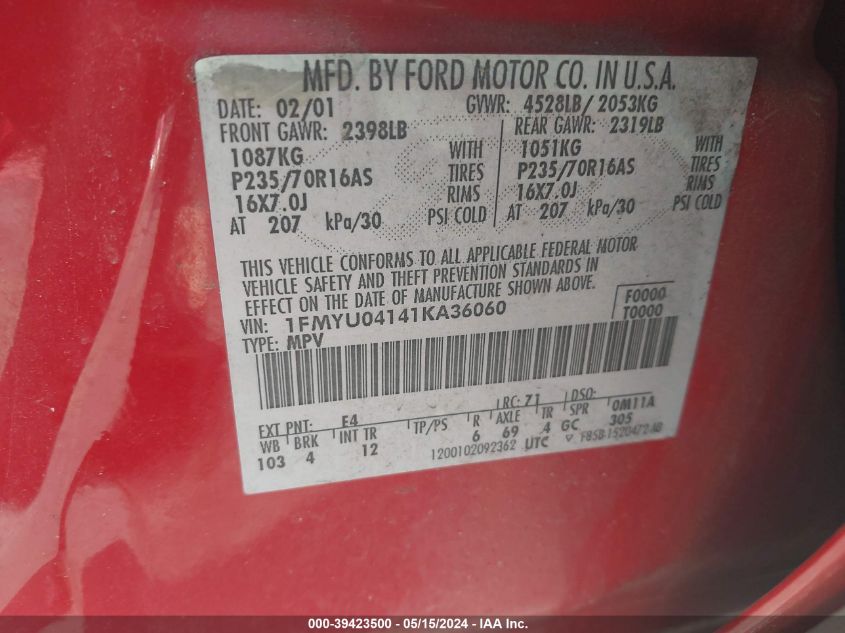 MFD. BY FORD MOTOR CO. IN U.S.A.
DATE: 02/01 GVWR: 4528LB/ 2053KG
FRONT GAWR: 2398LB REAR GAWR: 2319LB
1087KG WITH 1051KG WITH
P235/70R16AS TIRES P235/70R16AS TIRES
16X7.0J RIMS 16X7.0J RIMS
AT 207 kPa/30 PSI COLD AT 207 kPa/30 PSI COLD
THIS VEHICLE CONFORMS TO ALL APPLICABLE FEDERAL MOTOR
VEHICLE SAFETY AND THEFT PREVENTION STANDARDS IN
EFFECT ON THE DATE OF MANUFACTURE SHOWN ABOVE.
VIN: 1FMYU04141KA36060 F0000
TYPE: MPV T0000
EXT PNT: E4 LRC: 71 DSO: 0M11A
WB BRK INT TR TP/PS R AXLE TR SPR 305
103 4 12 6 69 4 GC
1200102092362 UTC ▽ F85B-1520472-AB
000-39423500 - 05/15/2024 - IAA Inc.